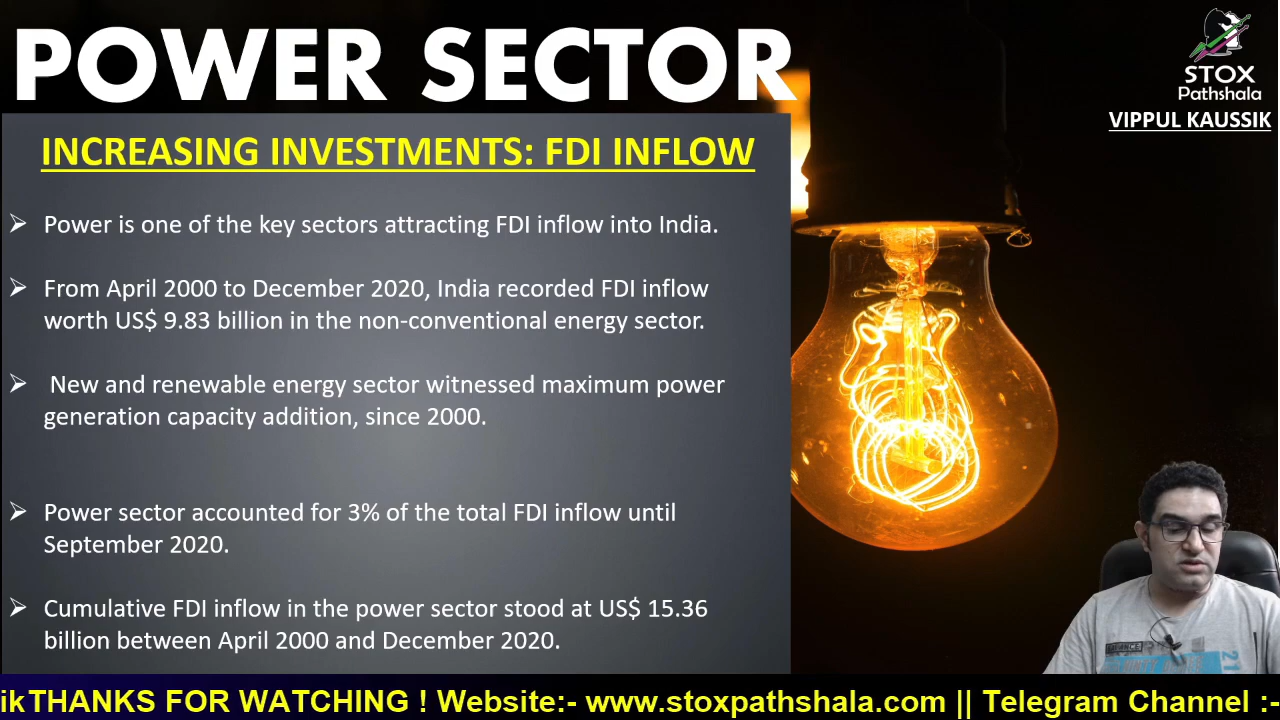 POWER SECTOR
STOX
Pathshala
VIPPUL KAUSSIK
INCREASING INVESTMENTS: FDI INFLOW
➢ Power is one of the key sectors attracting FDI inflow into India.
➢ From April 2000 to December 2020, India recorded FDI inflow
worth US$ 9.83 billion in the non-conventional energy sector.
➢ New and renewable energy sector witnessed maximum power
generation capacity addition, since 2000.
➢ Power sector accounted for 3% of the total FDI inflow until
September 2020.
➢ Cumulative FDI inflow in the power sector stood at US$ 15.36
billion between April 2000 and December 2020.
ikTHANKS FOR WATCHING ! Website:- www.stoxpathshala.com || Telegram Channel :-